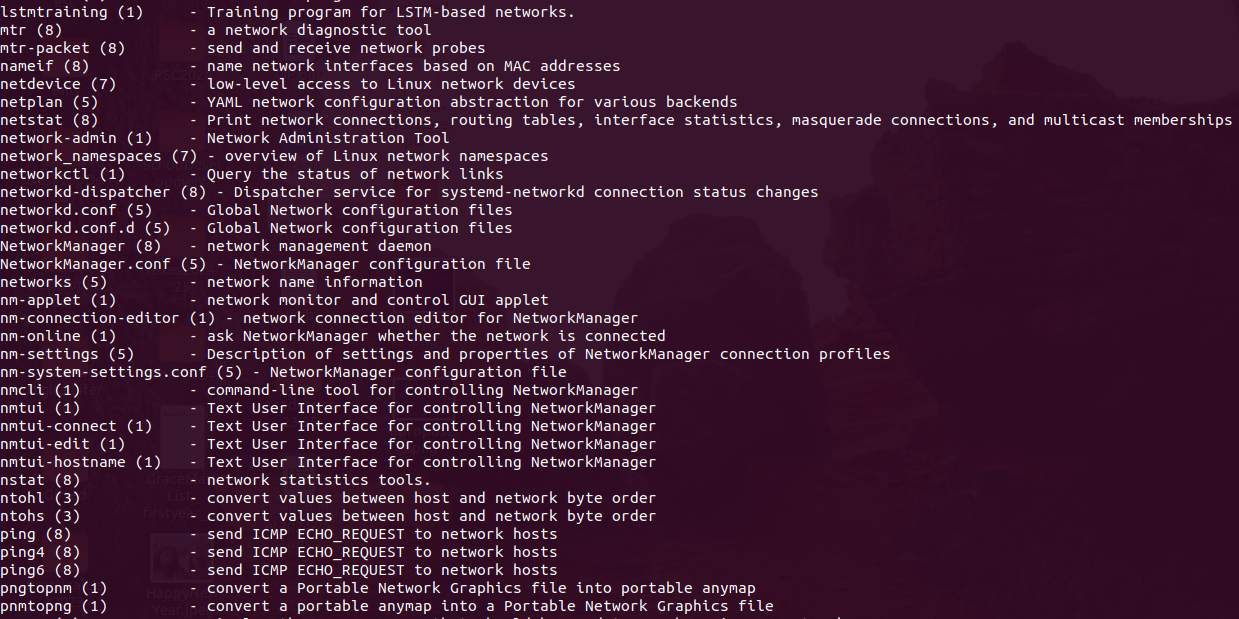 lstmtraining (1)     - Training program for LSTM-based networks.
mtr (8)              - a network diagnostic tool
mtr-packet (8)       - send and receive network probes
nameif (8)           - name network interfaces based on MAC addresses
netdevice (7)        - low-level access to Linux network devices
netplan (5)          - YAML network configuration abstraction for various backends
netstat (8)          - Print network connections, routing tables, interface statistics, masquerade connections, and multicast memberships
network-admin (1)    - Network Administration Tool
network_namespaces (7) - overview of Linux network namespaces
networkctl (1)       - Query the status of network links
networkd-dispatcher (8) - Dispatcher service for systemd-networkd connection status changes
networkd.conf (5)    - Global Network configuration files
networkd.conf.d (5)  - Global Network configuration files
NetworkManager (8)   - network management daemon
NetworkManager.conf (5) - NetworkManager configuration file
networks (5)         - network name information
nm-applet (1)        - network monitor and control GUI applet
nm-connection-editor (1) - network connection editor for NetworkManager
nm-online (1)        - ask NetworkManager whether the network is connected
nm-settings (5)      - Description of settings and properties of NetworkManager connection profiles
nm-system-settings.conf (5) - NetworkManager configuration file
nmcli (1)            - command-line tool for controlling NetworkManager
nmtui (1)            - Text User Interface for controlling NetworkManager
nmtui-connect (1)    - Text User Interface for controlling NetworkManager
nmtui-edit (1)       - Text User Interface for controlling NetworkManager
nmtui-hostname (1)   - Text User Interface for controlling NetworkManager
nstat (8)            - network statistics tools.
ntohl (3)            - convert values between host and network byte order
ntohs (3)            - convert values between host and network byte order
ping (8)             - send ICMP ECHO_REQUEST to network hosts
ping4 (8)            - send ICMP ECHO_REQUEST to network hosts
ping6 (8)            - send ICMP ECHO_REQUEST to network hosts
pngtopnm (1)         - convert a Portable Network Graphics file into portable anymap
pnmtopng (1)         - convert a portable anymap into a Portable Network Graphics file